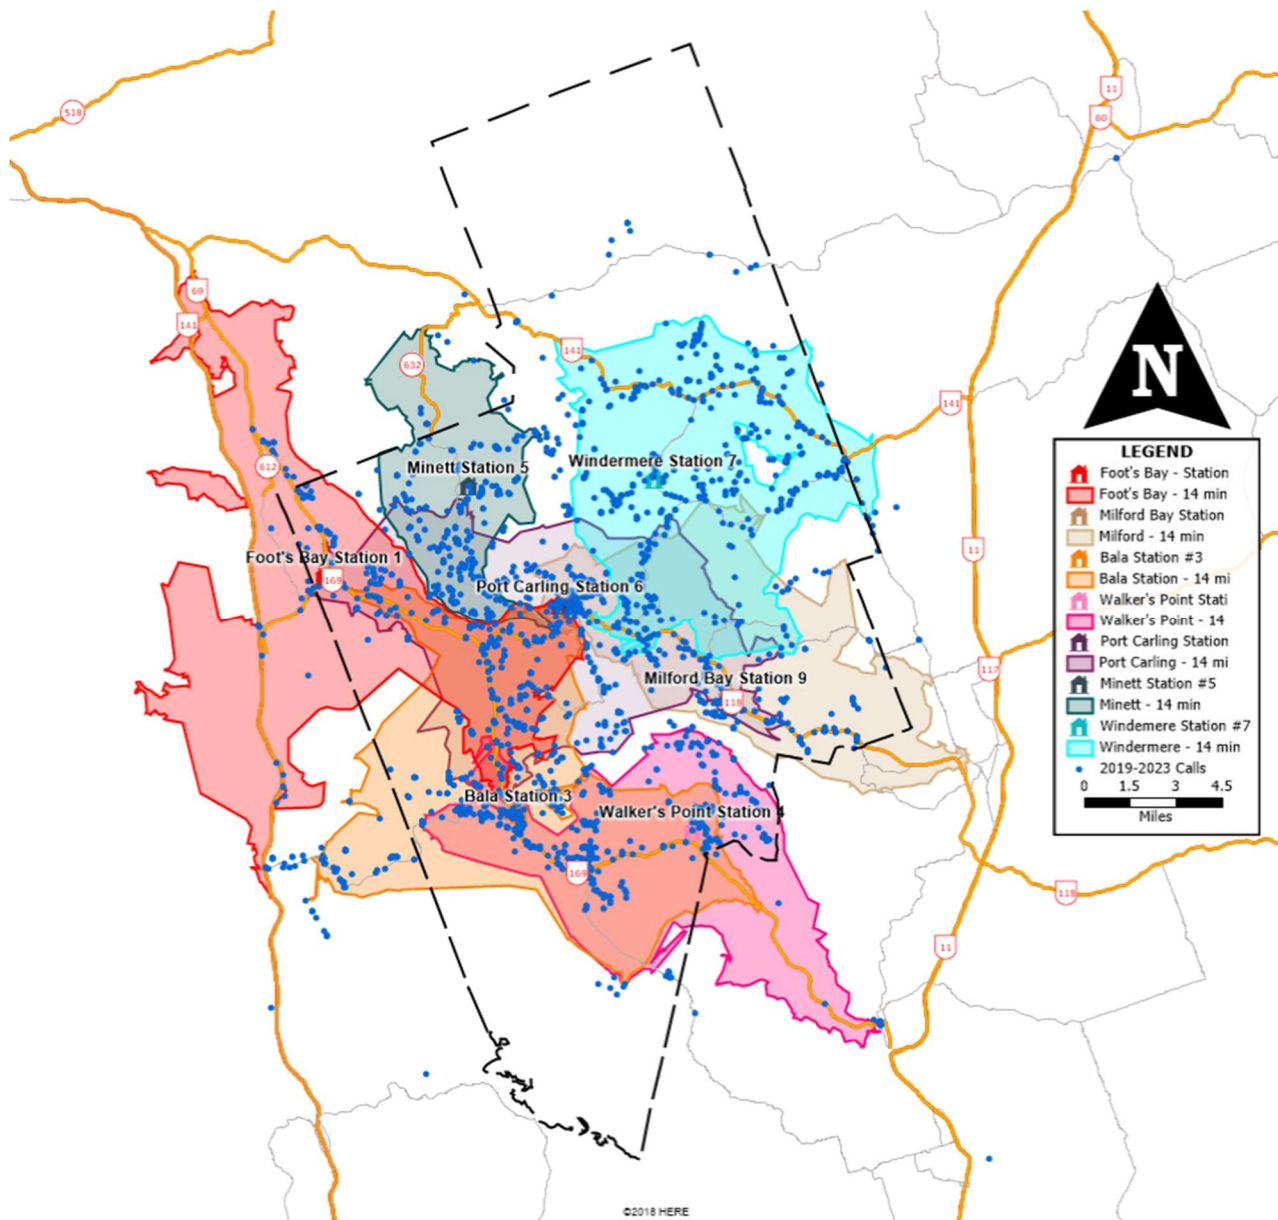 518
11
60
69
141
632
141
141
612
Minett Station 5
Windermere Station 7
Foot's Bay Station 1
169
Port Carling Station 6
11
117
Milford Bay Station 9
118
Bala Station 3
Walker's Point Station 4
169
118
11
N
LEGEND
Foot's Bay - Station
Foot's Bay - 14 min
Milford Bay Station
Milford - 14 min
Bala Station #3
Bala Station - 14 mi
Walker's Point Stati
Walker's Point - 14
Port Carling Station
Port Carling - 14 mi
Minett Station #5
Minett - 14 min
Windemere Station #7
Windermere - 14 min
2019-2023 Calls
0 1.5 3 4.5
Miles
©2018 HERE